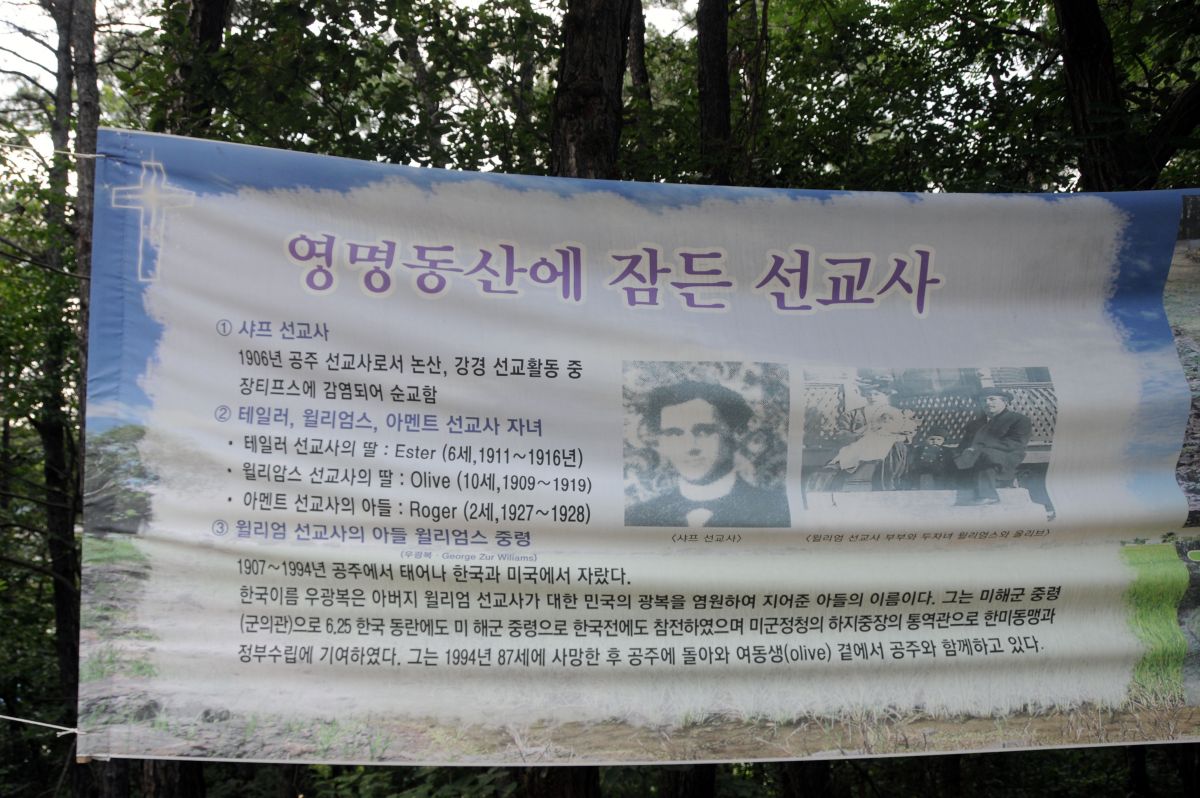 영명동산에 잠든 선교사
① 샤프 선교사
1906년 공주 선교사로서 논산, 강경 선교활동 중
장티프스에 감염되어 순교함
② 테일러, 윌리엄스, 아멘트 선교사 자녀
· 테일러 선교사의 딸 : Ester (6세,1911~1916년)
· 윌리암스 선교사의 딸 : Olive (10세,1909~1919)
· 아멘트 선교사의 아들 : Roger (2세,1927~1928)
③ 윌리엄 선교사의 아들 윌리엄스 중령
(우광복 · George Zur Wiliams)
<샤프 선교사>
<윌리엄 선교사 부부와 두자녀 윌리엄스와 올리브>
1907~1994년 공주에서 태어나 한국과 미국에서 자랐다.
한국이름 우광복은 아버지 윌리엄 선교사가 대한 민국의 광복을 염원하여 지어준 아들의 이름이다. 그는 미해군 중령
(군의관)으로 6.25 한국 동란에도 미 해군 중령으로 한국전에도 참전하였으며 미군정청의 하지중장의 통역관으로 한미동맹과
정부수립에 기여하였다. 그는 1994년 87세에 사망한 후 공주에 돌아와 여동생(olive) 곁에서 공주와 함께하고 있다.